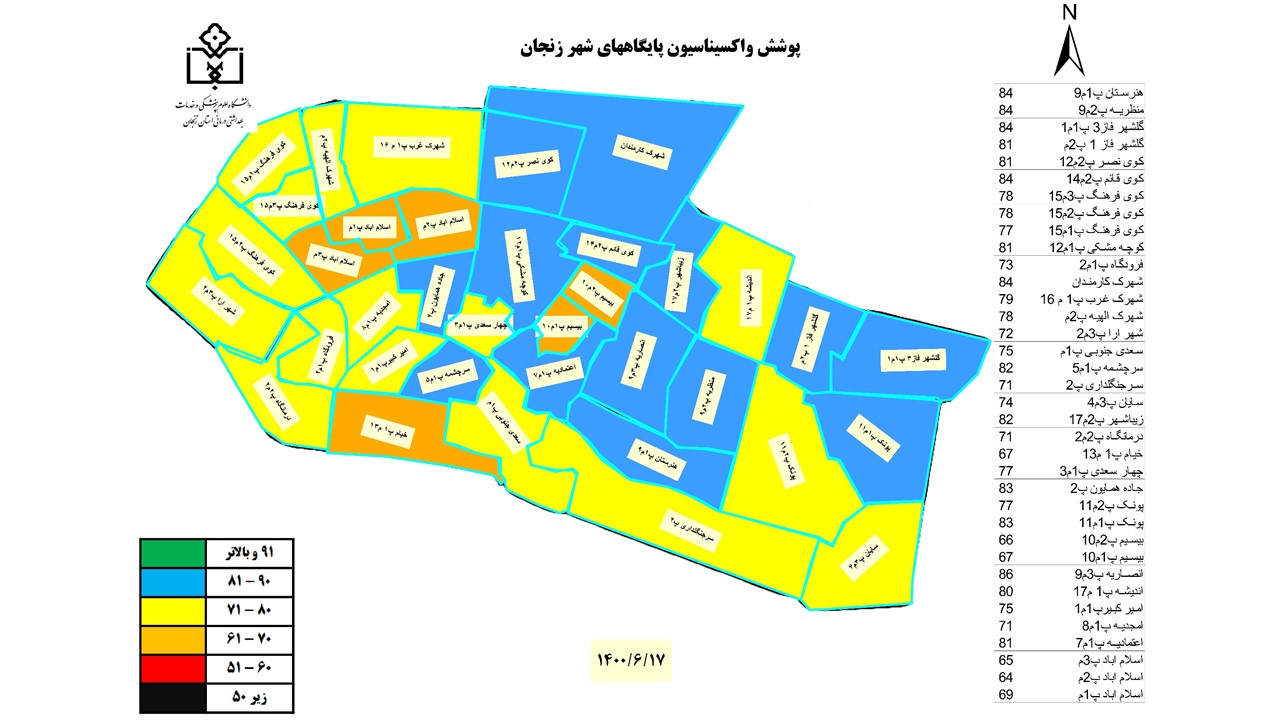 پوشش واکسیناسیون پایگاههای شهر زنجان
دانشگاه علوم پزشکی و خدمات
بهداشتی درمانی استان زنجان
N
هنرستان پ1م9 84
منظریه پ2م9 84
گلشهر فاز3 پ1م1 84
گلشهر فاز 1 پ2م 81
کوی نصر پ2م12 81
کوی قائم پ2م14 84
کوی فرهنگ پ3م15 78
کوی فرهنگ پ2م15 78
کوی فرهنگ پ1م15 77
کوچه مشکی پ1م12 81
فرودگاه پ1م2 73
شهرک کارمندان 84
شهرک غرب پ1 م 16 79
شهرک الهیه پ2م 78
شهر ارا پ3م2 72
سعدی جنوبی پ1م 75
سرچشمه پ1م5 82
سرجنگلداری پ2 71
سایان پ3م4 74
زیباشهر پ2م17 82
درمانگاه پ2م2 71
خیام پ1 م13 67
چهار سعدی پ1م3 77
جاده همایون پ2 83
پونک پ2م11 77
پونک پ1م11 83
بیسیم پ2م10 66
بیسیم پ1م10 67
انصاریه پ3م9 86
اندیشه پ1 م17 80
امیر کبیرپ1م1 75
امجدیه پ1م8 71
اعتمادیه پ1م7 81
اسلام اباد پ3م 65
اسلام اباد پ2م 64
اسلام اباد پ1م 69
شهرک کارمندان
کوی نصر پ۲م۱۲
شهرک غرب پ۱ م ۱۶
شهرک الهیه پ۲م
کوی فرهنگ پ۱م۱۵
کوی فرهنگ پ۳م۱۵
کوی فرهنگ پ۲م۱۵
اسلام اباد پ۱م
اسلام اباد پ۲م
اسلام اباد پ۳م
شهر ارا پ۳م۲
جاده همایون پ۲
کوچه مشکی پ۱م۱۲
کوی قائم پ۲م۱۴
زیباشهر پ۲م۱۷
اندیشه پ۱م۱۷
بیسیم پ۲م۱۰
بیسیم پ۱م۱۰
چهار سعدی پ۱م۳
امجدیه پ۱م۸
امیر کبیرپ۱م۱
فرودگاه پ۱م۲
درمانگاه پ۲م۲
سرچشمه پ۱م۵
اعتمادیه پ۱م۷
انصاریه پ۳م۹
منظریه پ۲م۹
گلشهر فاز ۱ پ۲م
گلشهر فاز۳ پ۱م۱
پونک پ۱م۱۱
پونک پ۲م۱۱
هنرستان پ۱م۹
سعدی جنوبی پ۱م
خیام پ۱ م۱۳
سرجنگلداری پ۲
سایان پ۳م۴
۹۱ و بالاتر
۸۱ – ۹۰
۷۱ – ۸۰
۶۱ – ۷۰
۵۱ – ۶۰
زیر ۵۰
۱۴۰۰/۶/۱۷